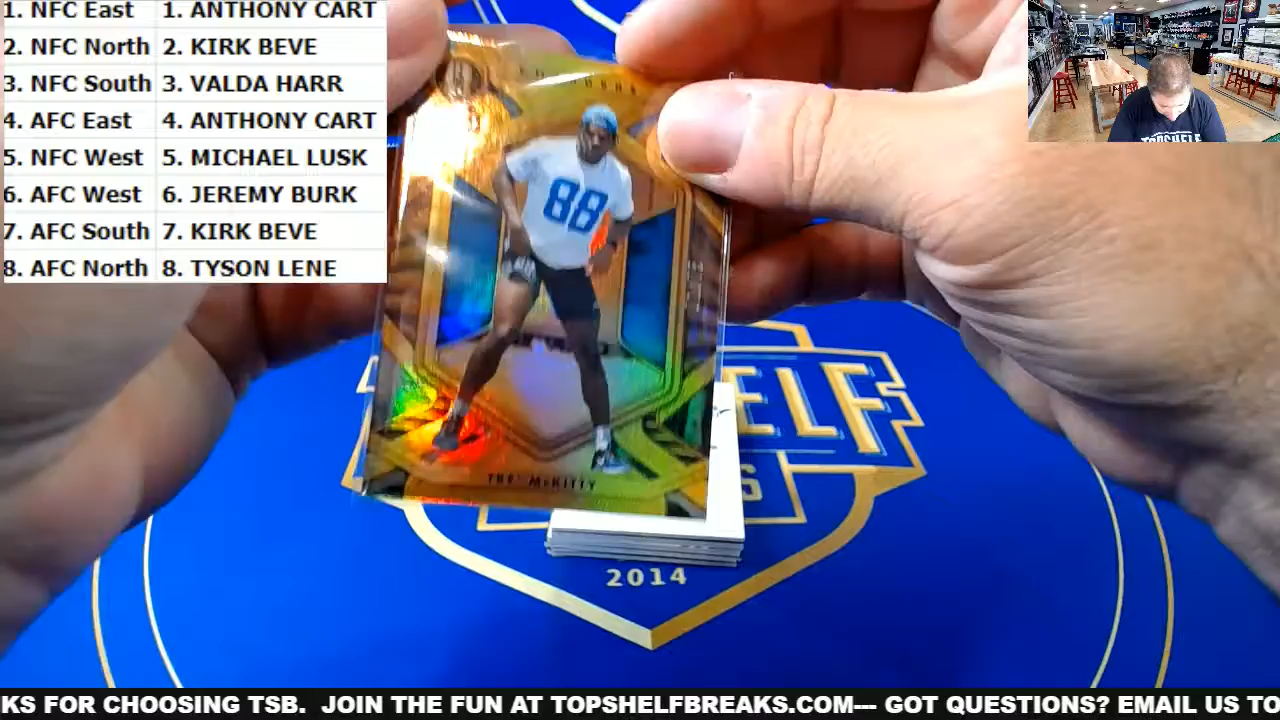 1. NFC East 1. ANTHONY CART
2. NFC North 2. KIRK BEVE
3. NFC South 3. VALDA HARR
4. AFC East 4. ANTHONY CART
5. NFC West 5. MICHAEL LUSK
6. AFC West 6. JEREMY BURK
7. AFC South 7. KIRK BEVE
8. AFC North 8. TYSON LENE
TOPSHELF
88
TRE' McKITTY
ELF
2014
KS FOR CHOOSING TSB. JOIN THE FUN AT TOPSHELFBREAKS.COM--- GOT QUESTIONS? EMAIL US TO